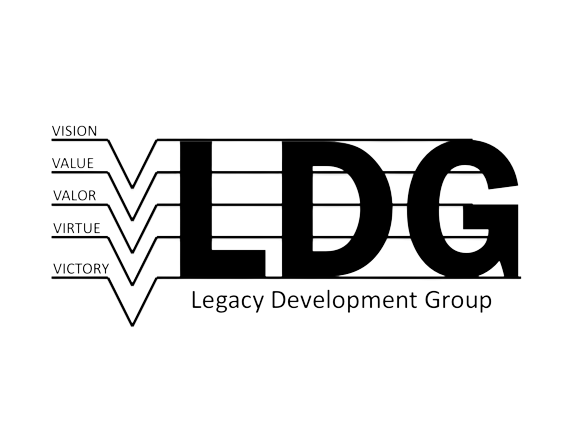 VISION
VALUE
VALOR
VIRTUE
VICTORY
LDG
Legacy Development Group